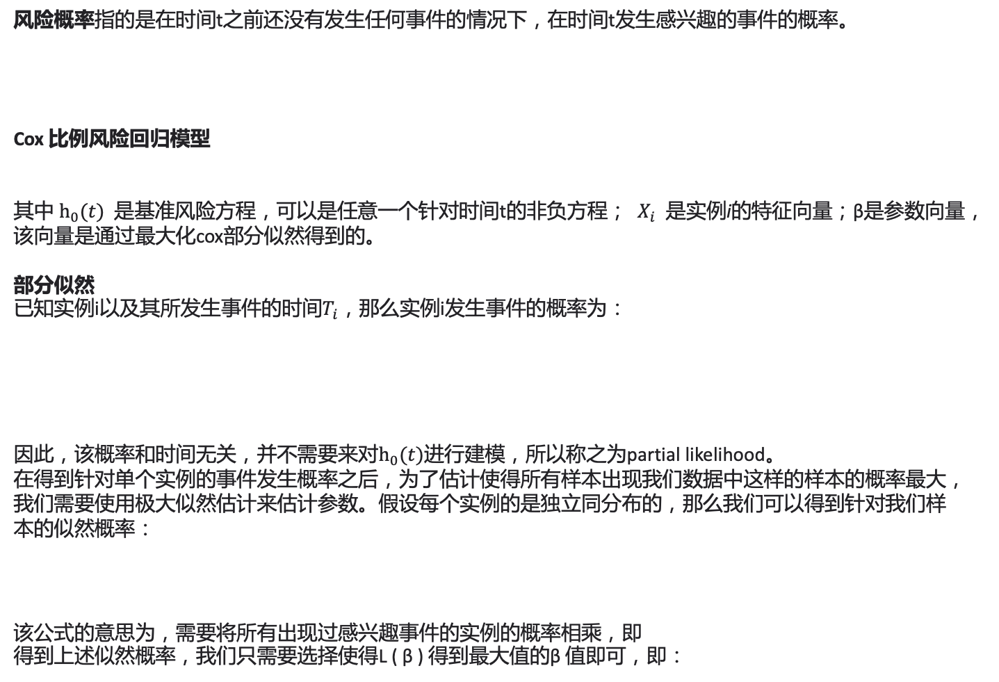 风险概率指的是在时间t之前还没有发生任何事件的情况下，在时间t发生感兴趣的事件的概率。
Cox 比例风险回归模型
其中 h₀(t) 是基准风险方程，可以是任意一个针对时间t的非负方程； Xᵢ 是实例i的特征向量；β是参数向量，
该向量是通过最大化cox部分似然得到的。
部分似然
已知实例i以及其所发生事件的时间Tᵢ，那么实例i发生事件的概率为：
因此，该概率和时间无关，并不需要来对h₀(t)进行建模，所以称之为partial likelihood。
在得到针对单个实例的事件发生概率之后，为了估计使得所有样本出现我们数据中这样的样本的概率最大，
我们需要使用极大似然估计来估计参数。假设每个实例的是独立同分布的，那么我们可以得到针对我们样
本的似然概率：
该公式的意思为，需要将所有出现过感兴趣事件的实例的概率相乘，即
得到上述似然概率，我们只需要选择使得L（β）得到最大值的β 值即可，即：